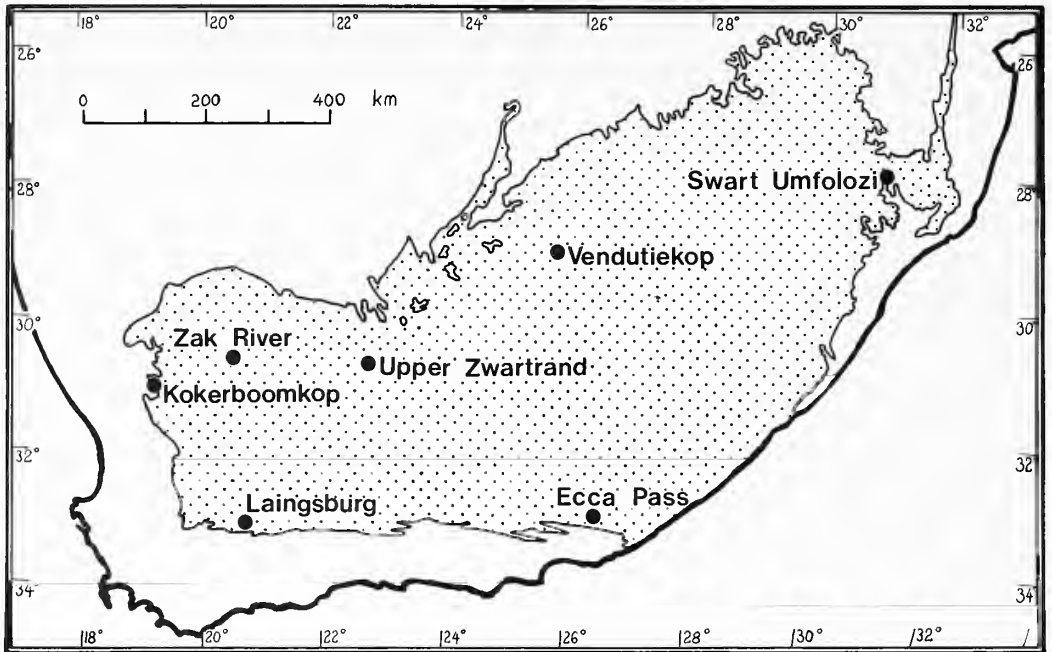 18° 20° 22° 24° 26° 28° 30° 32°
26° 26°
0 200 400 km
28° Swart Umfolozi 28°
Vendutiekop
30° 30°
Zak River
Upper Zwartrand
Kokerboomkop
32° 32°
Laingsburg Ecca Pass
34° 34
18° 20° 22° 24° 26° 28° 30° 32°